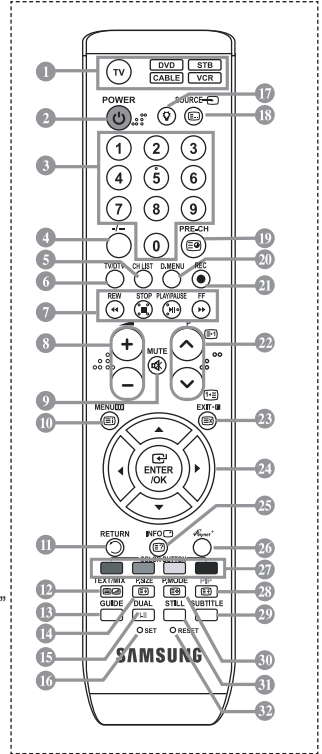 1 TV DVD STB
CABLE VCR
POWER SOURCE
2 17 18
1 2 3
3
4 5 6
7 8 9
4 -/-- 0 PRE-CH 19
5 20
6 TV/DTV CH LIST D.MENU REC 21
REW STOP PLAY/PAUSE FF
7
8 + P 22
9 MUTE
−
10 MENU EXIT 23
ENTER
/OK
24
25
11 RETURN INFO 26
COLOR BUTTON
27
12 TEXT/MIX P.SIZE P.MODE PIP 28
13 GUIDE DUAL STILL SUBTITLE 29
14 I-II 30
15 SET RESET 31
16 SAMSUNG 32
"